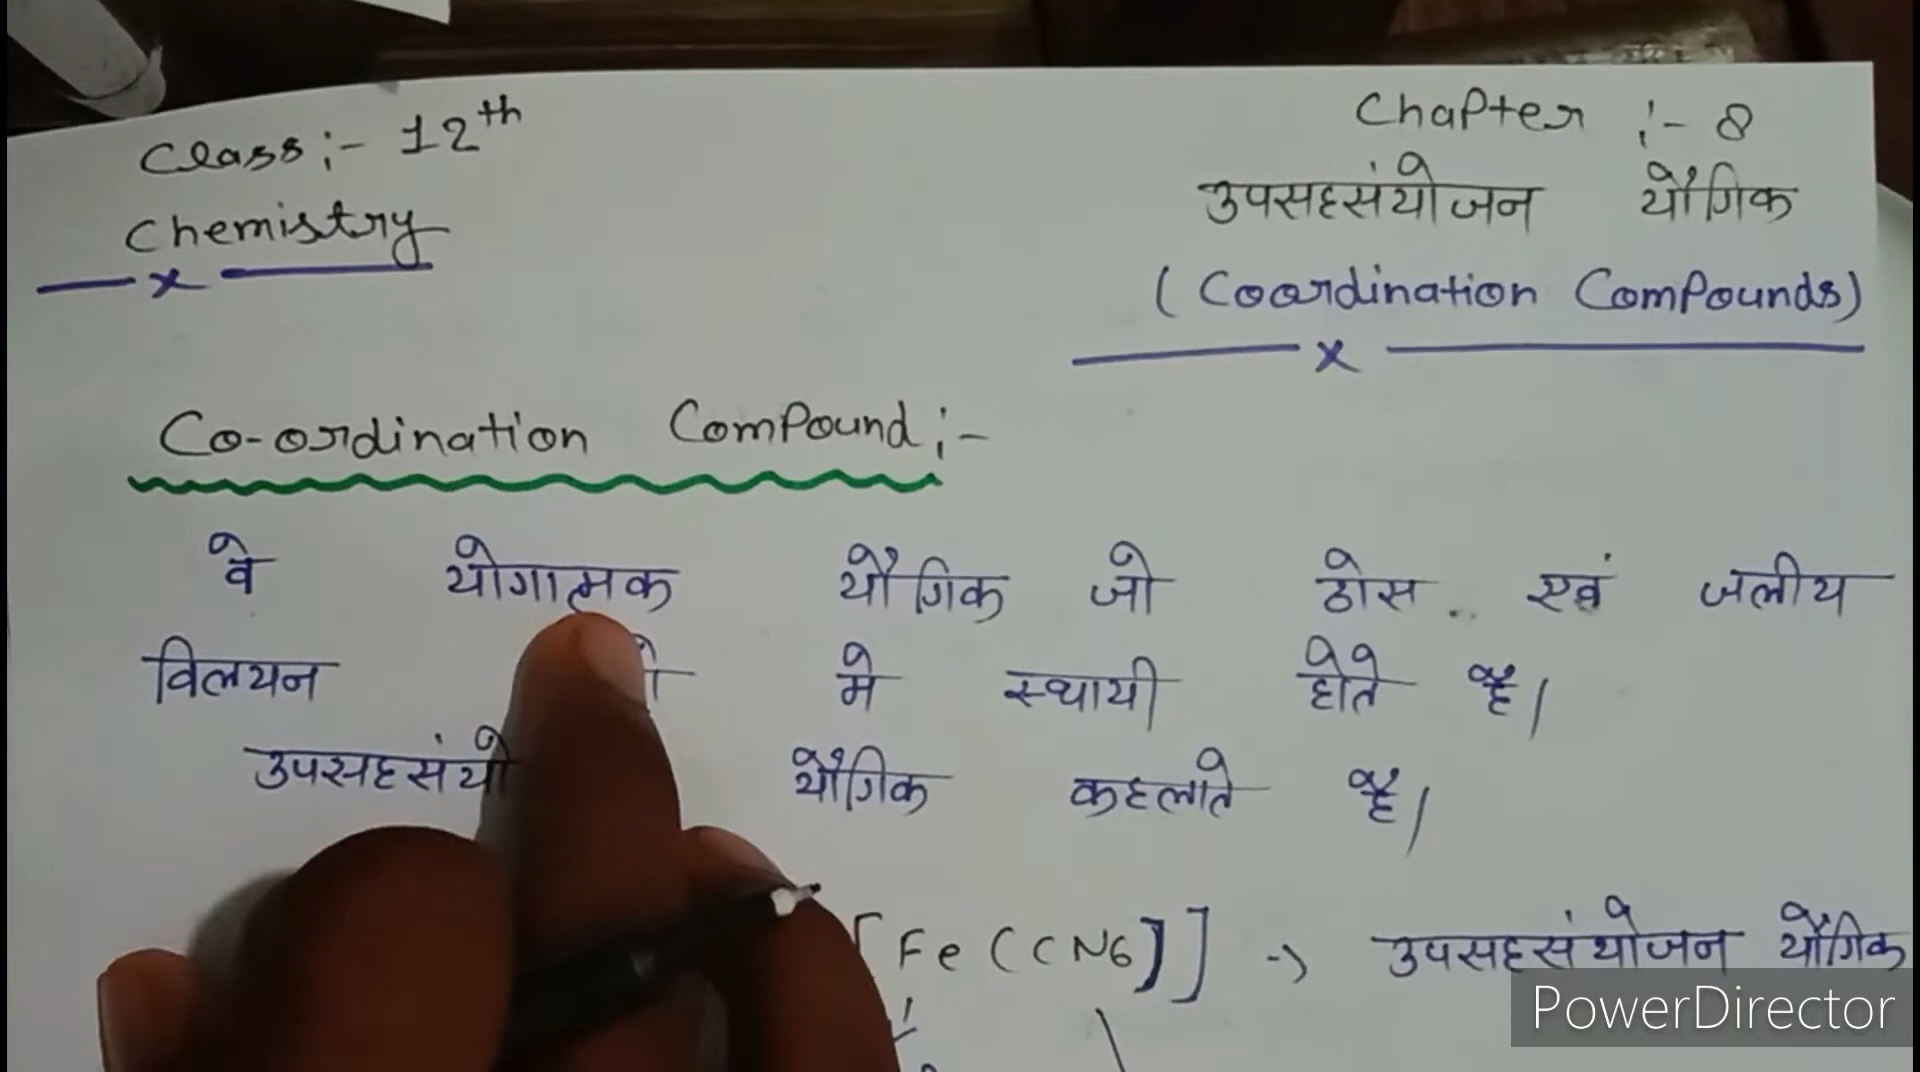 Class :- 12th
Chemistry
Chapter :- 8
उपसहसंयोजन यौगिक
(Coordination Compounds)
Co-ordination Compound :-
वे योगात्मक यौगिक जो ठोस एवं जलीय
विलयन में स्थायी होते है।
यौगिक कहलाते है।
[Fe(CN6)] → उपसहसंयोजन यौगिक
PowerDirector